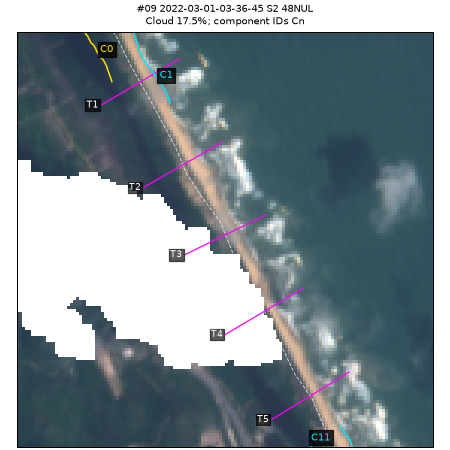 #09 2022-03-01-03-36-45 S2 48NUL
Cloud 17.5%; component IDs Cn
C0
C1
T1
T2
T3
T4
T5
C11